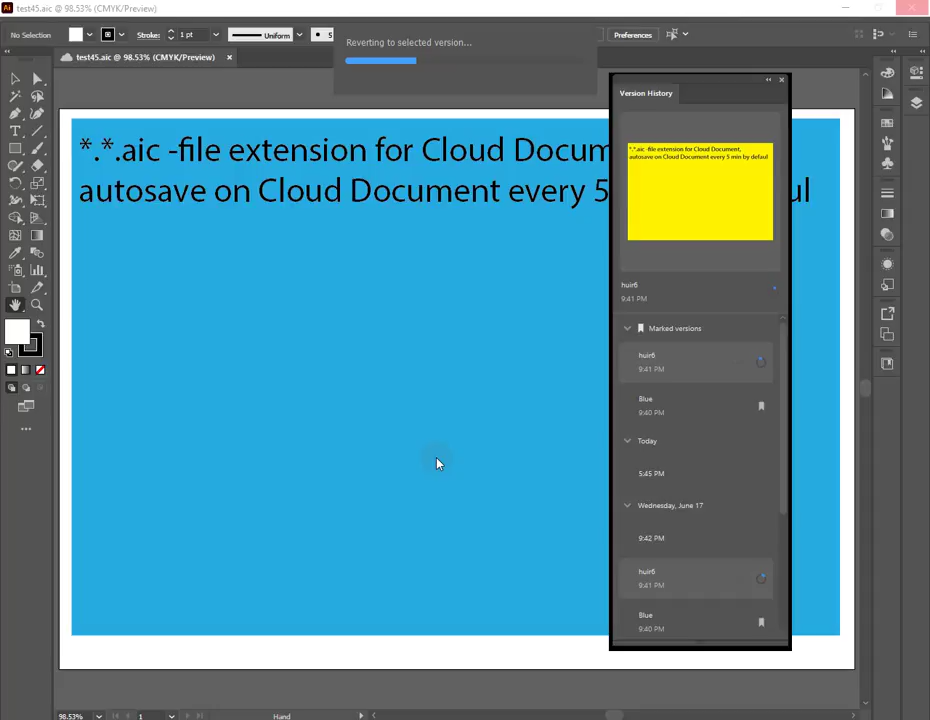 Ai test45.aic @ 98.53% (CMYK/Preview)
No Selection
Stroke:
1 pt
Uniform
5
Preferences
test45.aic @ 98.53% (CMYK/Preview)
Reverting to selected version...
*.*.aic -file extension for Cloud Docum
autosave on Cloud Document every 5
ul
Version History
*.*.aic -file extension for Cloud Document,
autosave on Cloud Document every 5 min by defaul
huir6
9:41 PM
Marked versions
huir6
9:41 PM
Blue
9:40 PM
Today
5:45 PM
Wednesday, June 17
9:42 PM
huir6
9:41 PM
Blue
9:40 PM
98.53%
1
Hand